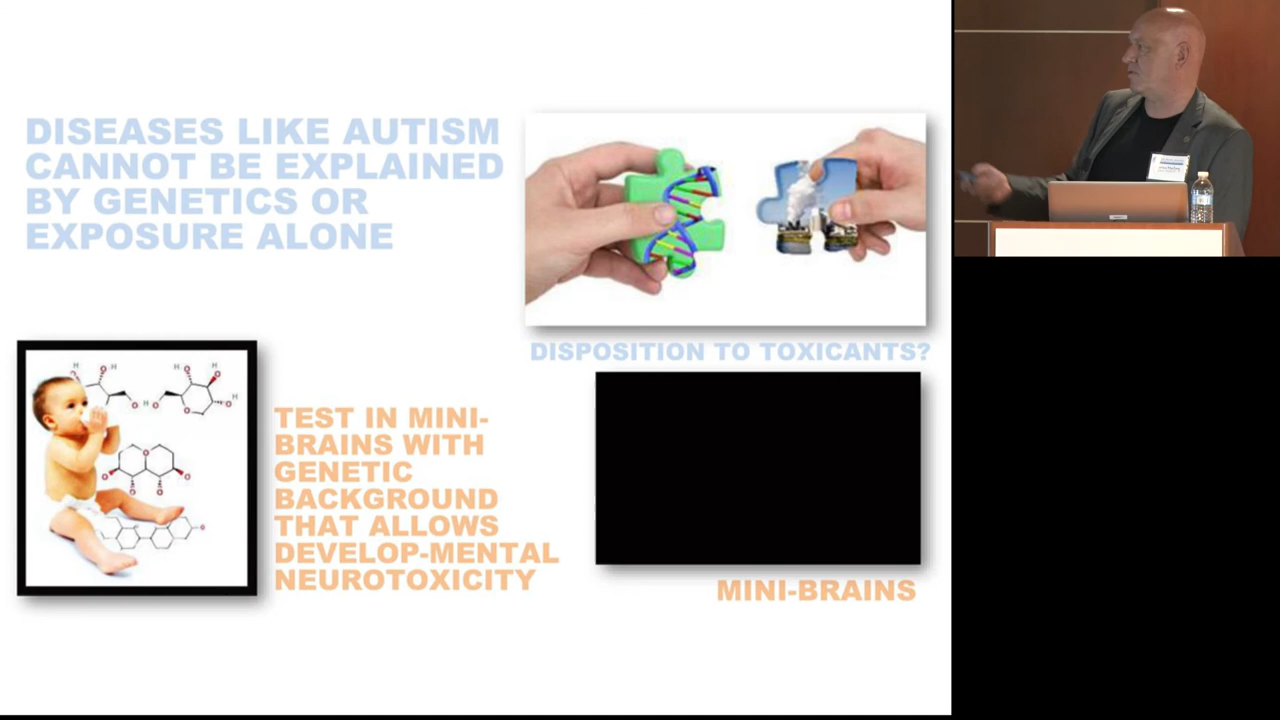 DISEASES LIKE AUTISM
CANNOT BE EXPLAINED
BY GENETICS OR
EXPOSURE ALONE
DISPOSITION TO TOXICANTS?
H
H
H
H
O
O
O
H
O
O
H
O
O
O
O
O
O
TEST IN MINI-
BRAINS WITH
GENETIC
BACKGROUND
THAT ALLOWS
DEVELOP-MENTAL
NEUROTOXICITY
MINI-BRAINS